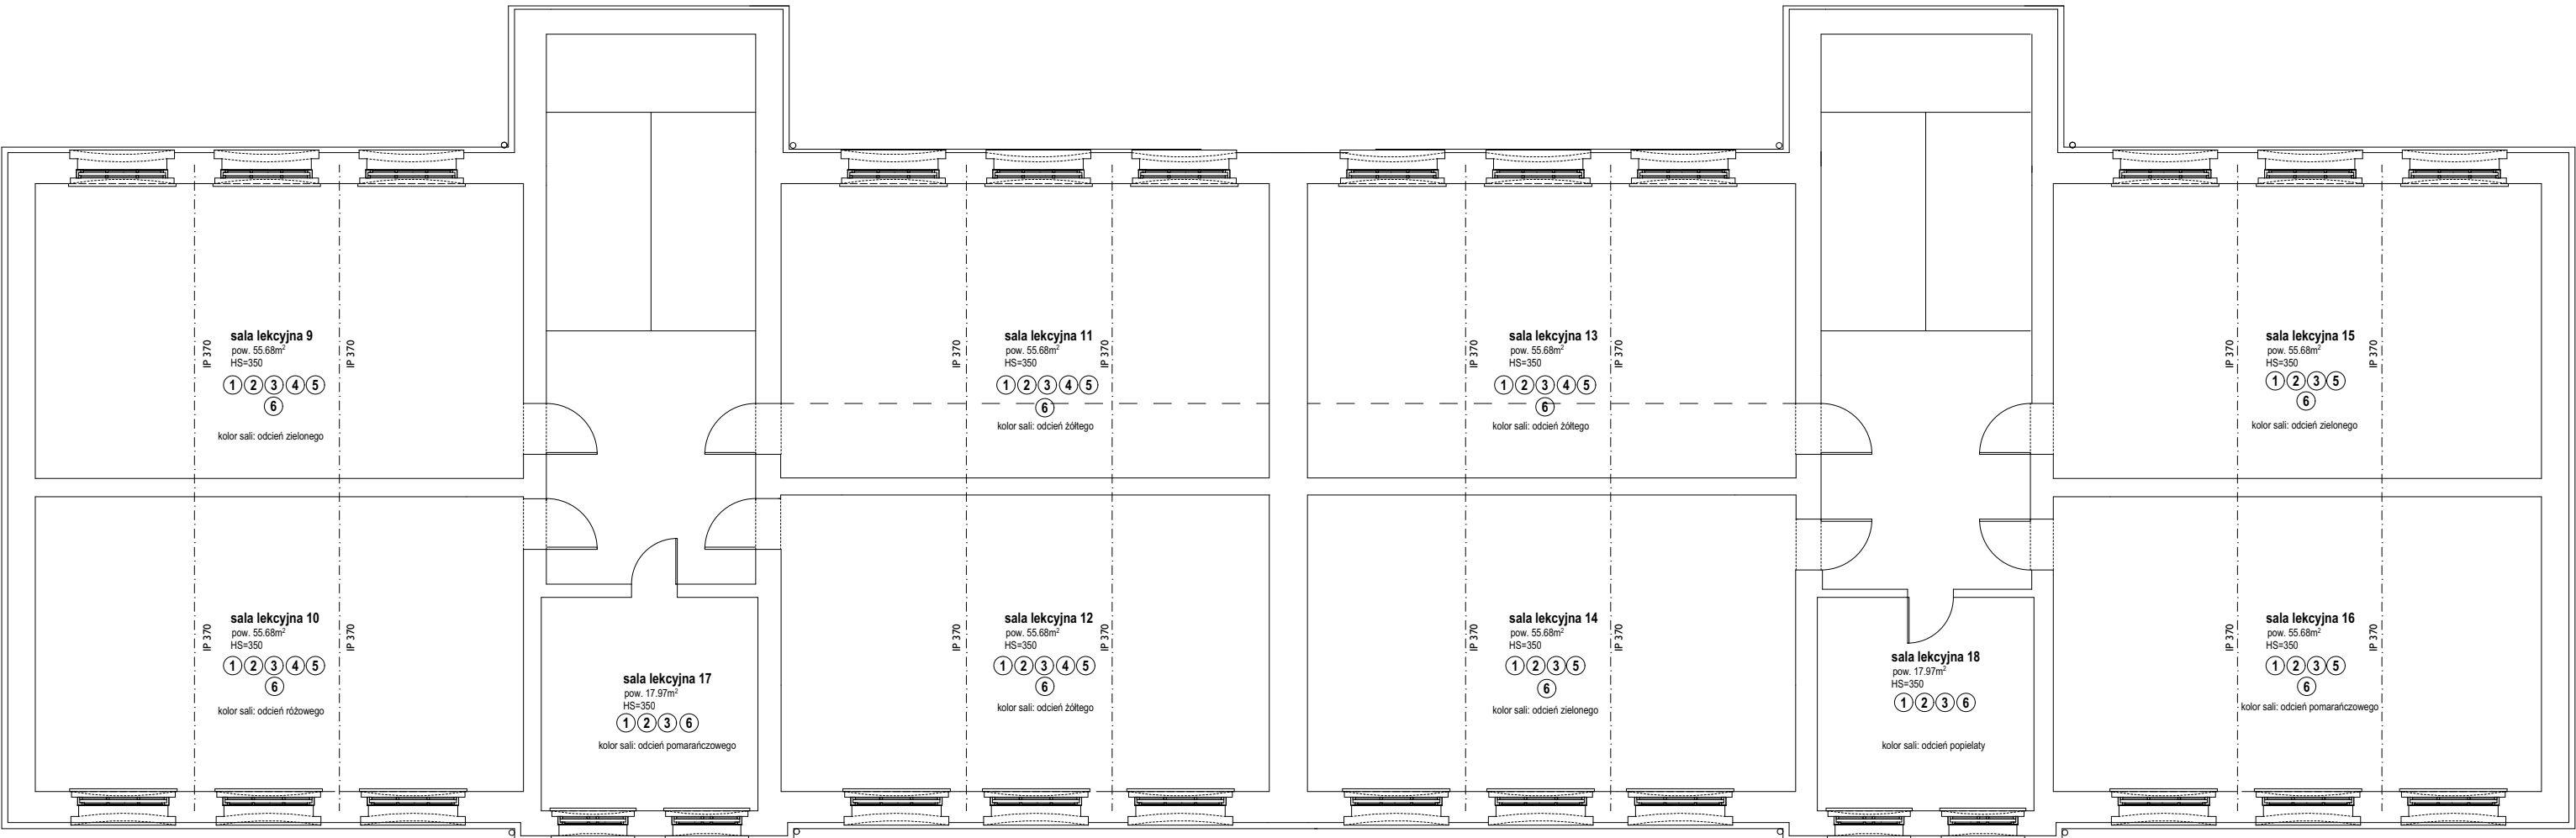 sala lekcyjna 9
pow. 55.68m²
HS=350
1 2 3 4 5
6
kolor sali: odcień zielonego
IP 370
IP 370
sala lekcyjna 11
pow. 55.68m²
HS=350
1 2 3 4 5
6
kolor sali: odcień żółtego
IP 370
IP 370
sala lekcyjna 13
pow. 55.68m²
HS=350
1 2 3 4 5
6
kolor sali: odcień żółtego
IP 370
IP 370
sala lekcyjna 15
pow. 55.68m²
HS=350
1 2 3 5
6
kolor sali: odcień zielonego
IP 370
IP 370
sala lekcyjna 10
pow. 55.68m²
HS=350
1 2 3 4 5
6
kolor sali: odcień różowego
IP 370
IP 370
sala lekcyjna 17
pow. 17.97m²
HS=350
1 2 3 6
kolor sali: odcień pomarańczowego
sala lekcyjna 12
pow. 55.68m²
HS=350
1 2 3 4 5
6
kolor sali: odcień żółtego
IP 370
IP 370
sala lekcyjna 14
pow. 55.68m²
HS=350
1 2 3 5
6
kolor sali: odcień zielonego
IP 370
IP 370
sala lekcyjna 18
pow. 17.97m²
HS=350
1 2 3 6
kolor sali: odcień popielaty
sala lekcyjna 16
pow. 55.68m²
HS=350
1 2 3 5
6
kolor sali: odcień pomarańczowego
IP 370
IP 370